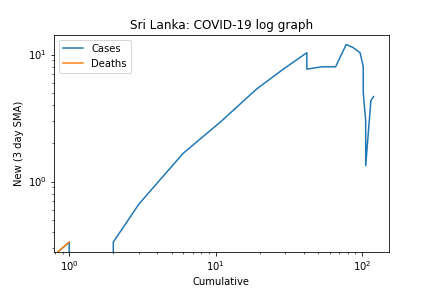 Sri Lanka: COVID-19 log graph
Cases
Deaths
New (3 day SMA)
10¹
10⁰
10⁰ 10¹ 10²
Cumulative